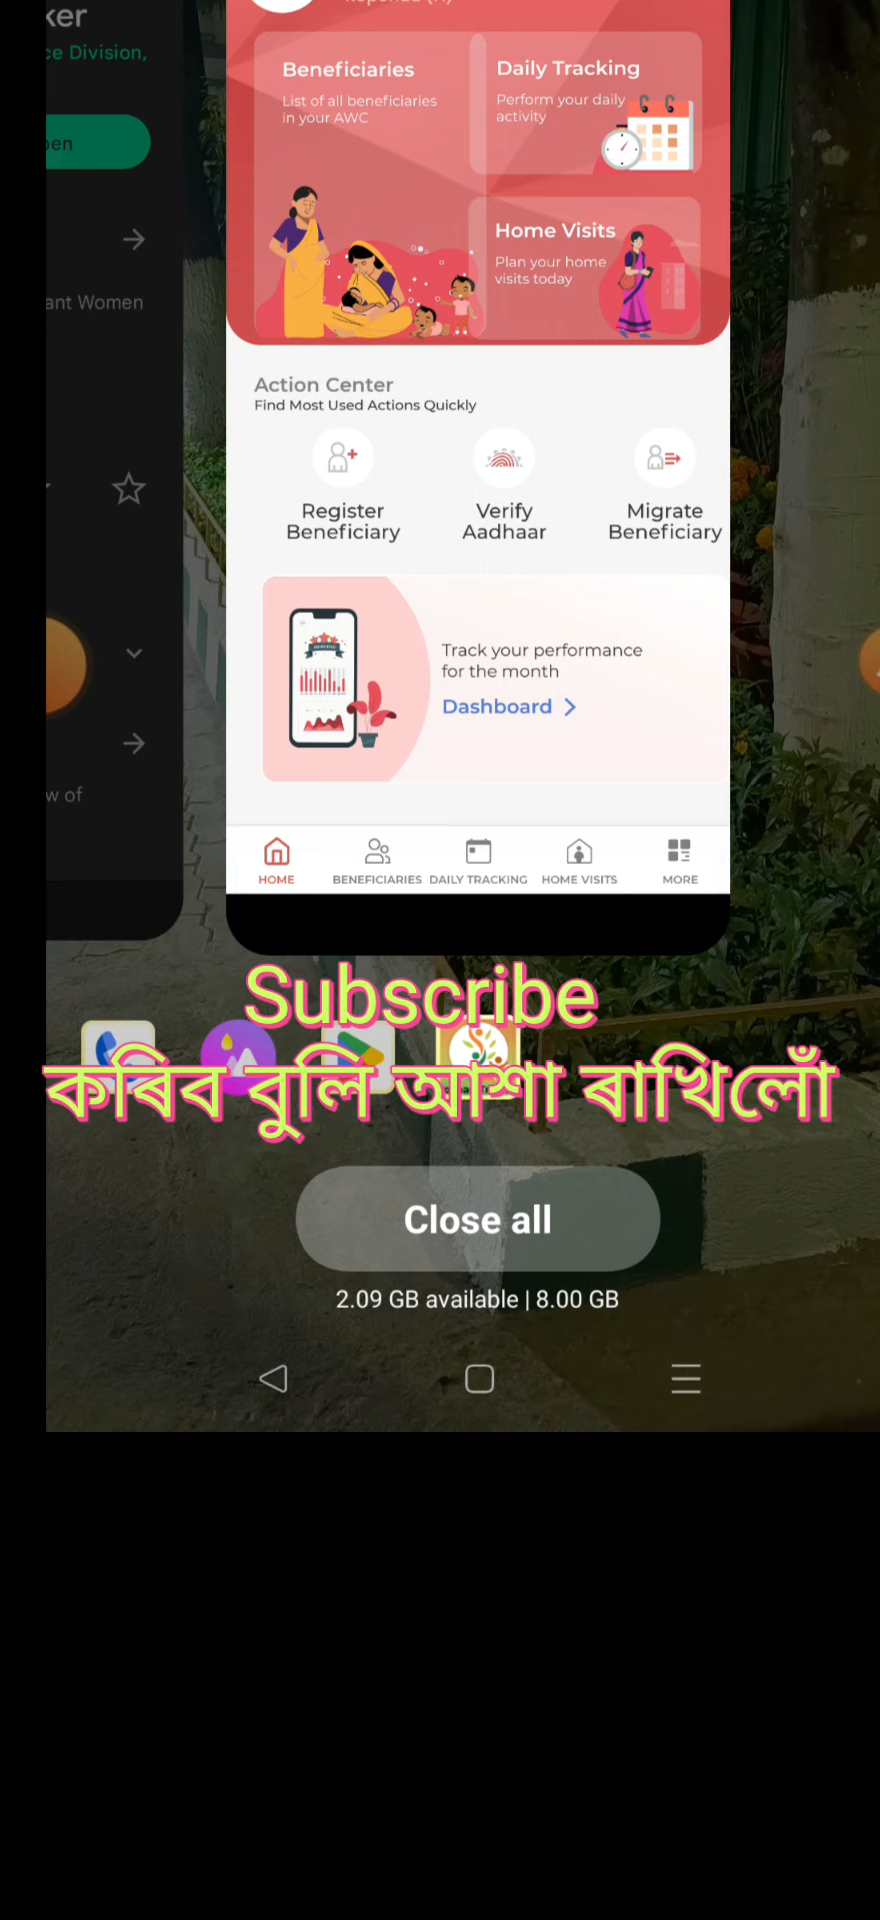 ker
ce Division,
Beneficiaries
List of all beneficiaries
in your AWC
Daily Tracking
Perform your daily
activity
Home Visits
Plan your home
visits today
ant Women
Action Center
Find Most Used Actions Quickly
Register
Beneficiary
Verify
Aadhaar
Migrate
Beneficiary
Track your performance
for the month
Dashboard
w of
HOME
BENEFICIARIES
DAILY TRACKING
HOME VISITS
MORE
Subscribe
কৰিব বুলি আশা ৰাখিলোঁ
Close all
2.09 GB available | 8.00 GB